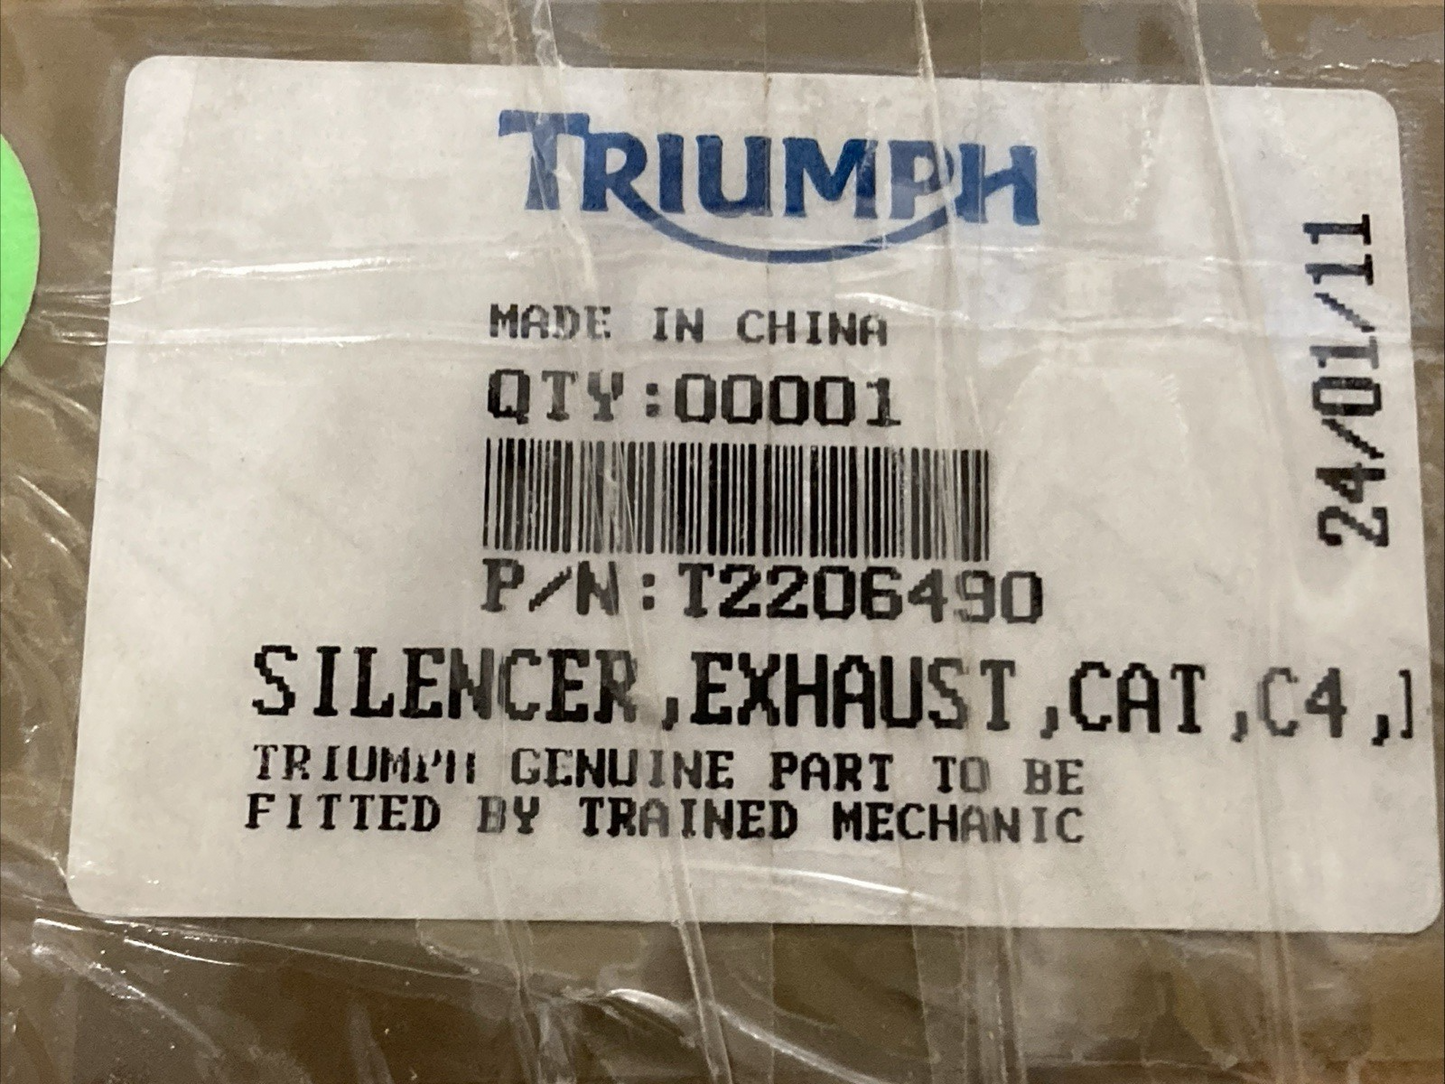 TRIUMPH
MADE IN CHINA
QTY:00001
P/N:T2206490
SILENCER,EXHAUST,CAT,C4,
TRIUMPH GENUINE PART TO BE
FITTED BY TRAINED MECHANIC
24/01/11